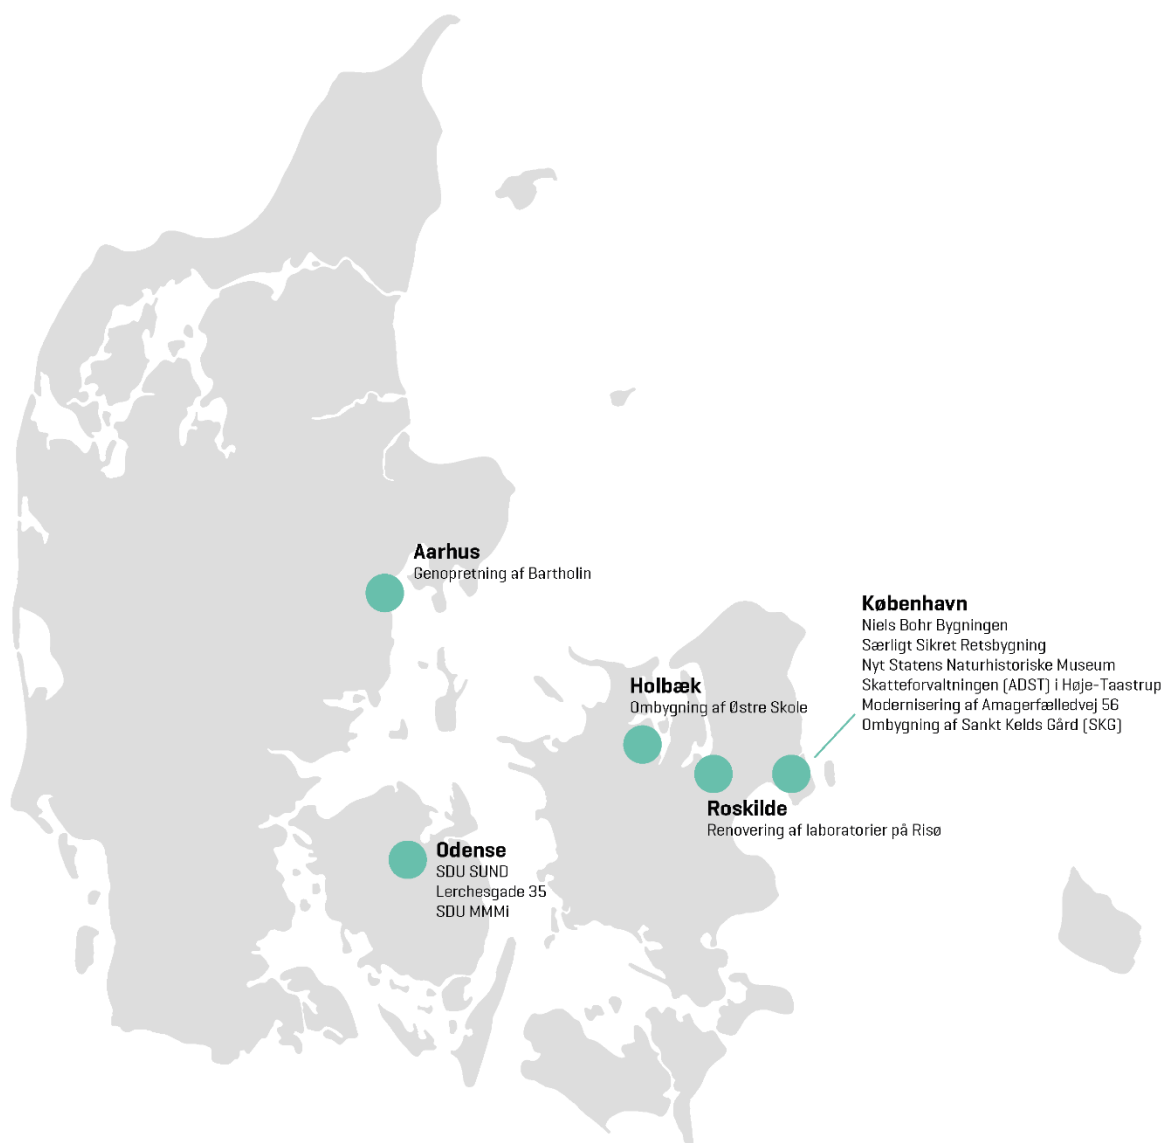 Aarhus
Genopretning af Bartholin
København
Niels Bohr Bygningen
Særligt Sikret Retsbygning
Nyt Statens Naturhistoriske Museum
Skatteforvaltningen (ADST) i Høje-Taastrup
Modernisering af Amagerfælledvej 56
Ombygning af Sankt Kelds Gård (SKG)
Holbæk
Ombygning af Østre Skole
Roskilde
Renovering af laboratorier på Risø
Odense
SDU SUND
Lerchesgade 35
SDU MMMi